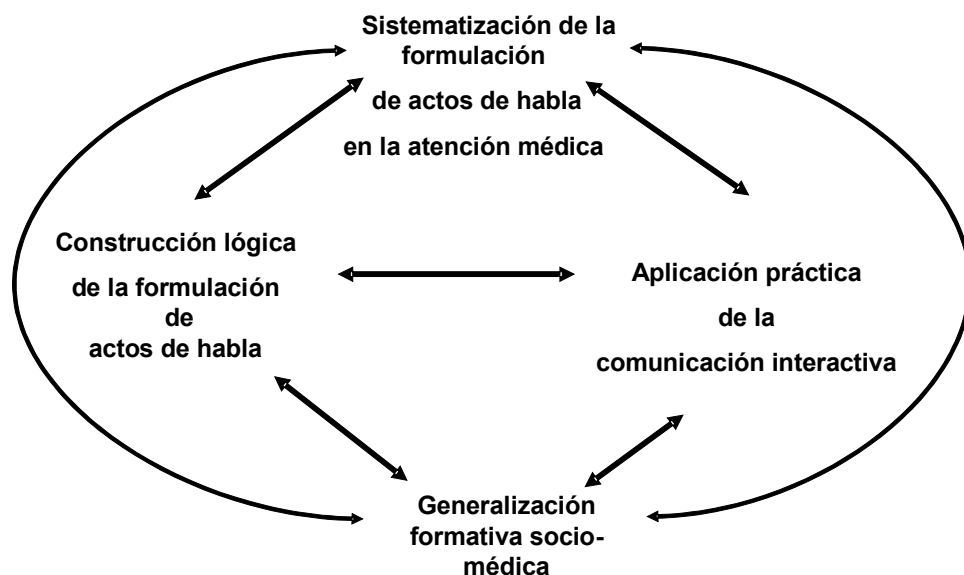 Sistematización de la
formulación
de actos de habla
en la atención médica
Construcción lógica
de la formulación
de
actos de habla
Aplicación práctica
de la
comunicación interactiva
Generalización
formativa socio-
médica